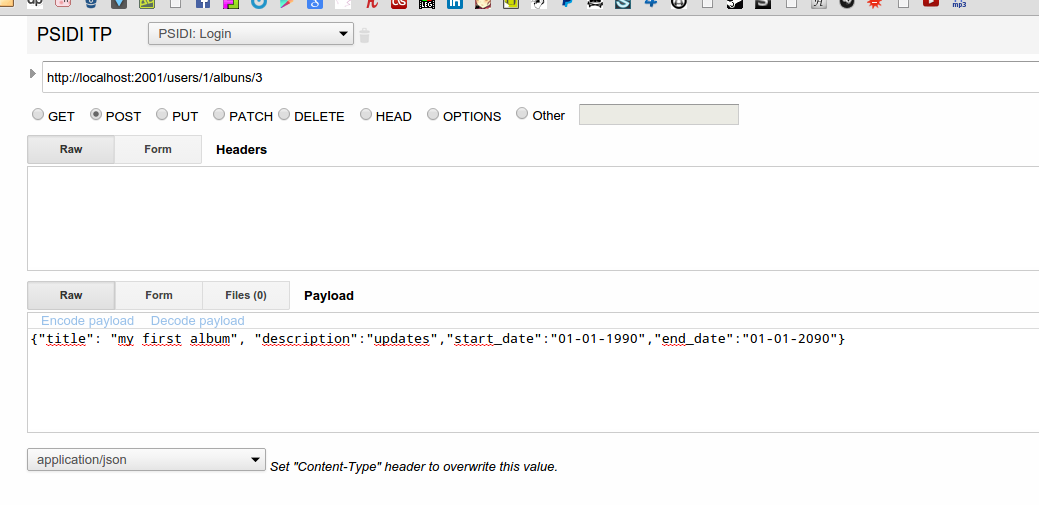 PSIDI TP PSIDI: Login
http://localhost:2001/users/1/albuns/3
GET POST PUT PATCH DELETE HEAD OPTIONS Other
Raw Form Headers
Raw Form Files (0) Payload
Encode payload Decode payload
{"title": "my first album", "description":"updates","start_date":"01-01-1990","end_date":"01-01-2090"}
application/json Set "Content-Type" header to overwrite this value.